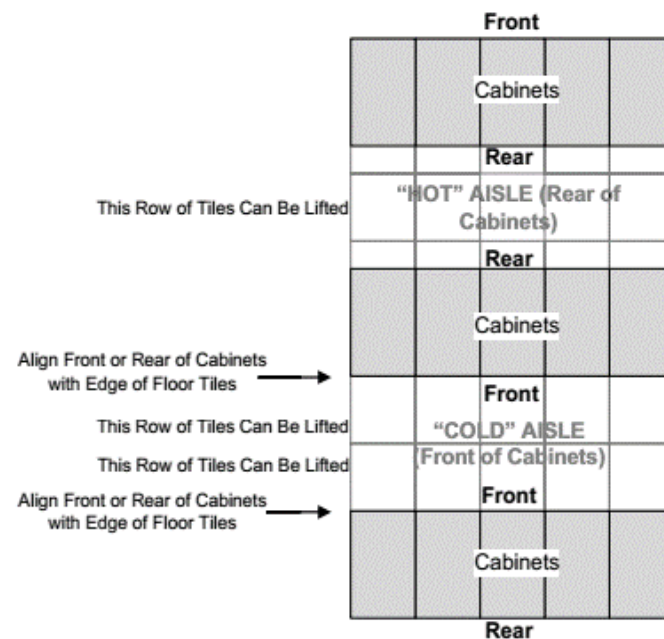 Front
Cabinets
Rear
This Row of Tiles Can Be Lifted
“HOT” AISLE (Rear of
Cabinets)
Rear
Cabinets
Align Front or Rear of Cabinets
with Edge of Floor Tiles
Front
This Row of Tiles Can Be Lifted
“COLD” AISLE
(Front of Cabinets)
This Row of Tiles Can Be Lifted
Front
Align Front or Rear of Cabinets
with Edge of Floor Tiles
Cabinets
Rear